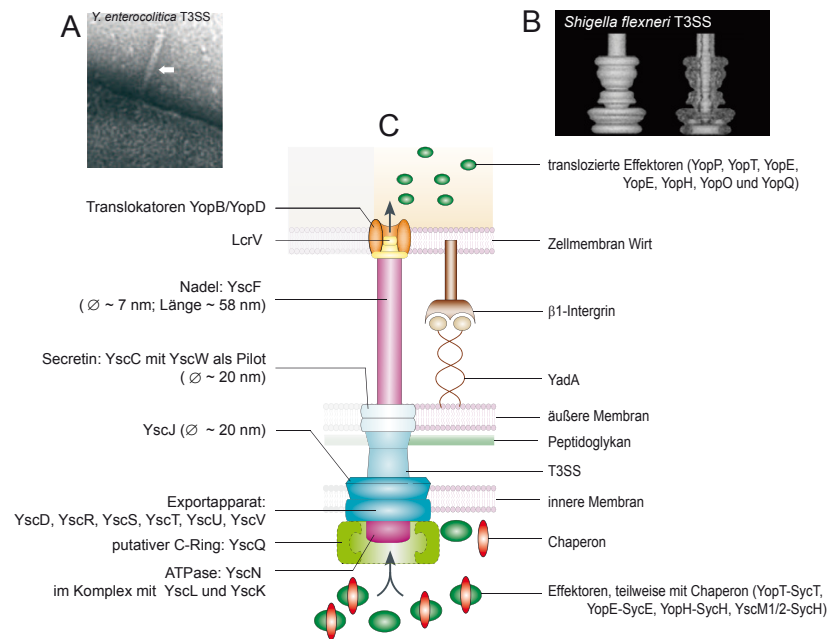 A
Y. enterocolitica T3SS
B
Shigella flexneri T3SS
C
translozierte Effektoren (YopP, YopT, YopE,
YopE, YopH, YopO und YopQ)
Translokatoren YopB/YopD
LcrV
Zellmembran Wirt
Nadel: YscF
( ∅ ~ 7 nm; Länge ~ 58 nm)
β1-Intergrin
Secretin: YscC mit YscW als Pilot
( ∅ ~ 20 nm)
YadA
äußere Membran
YscJ (∅ ~ 20 nm)
Peptidoglykan
T3SS
Exportapparat:
YscD, YscR, YscS, YscT, YscU, YscV
innere Membran
putativer C-Ring: YscQ
Chaperon
ATPase: YscN
im Komplex mit YscL und YscK
Effektoren, teilweise mit Chaperon (YopT-SycT,
YopE-SycE, YopH-SycH, YscM1/2-SycH)